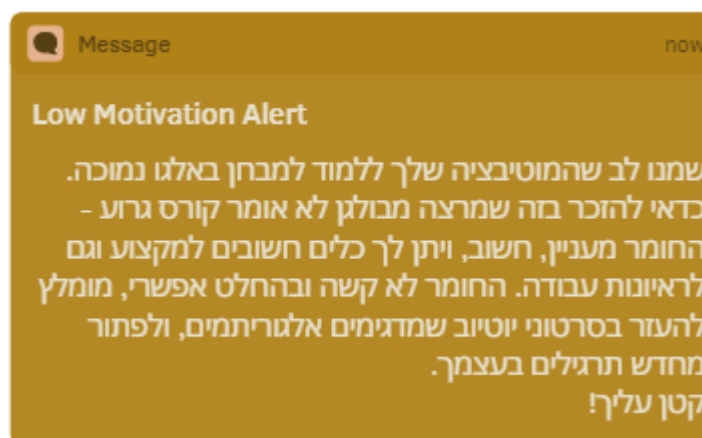 Message
now
Low Motivation Alert
שמנו לב שהמוטיבציה שלך ללמוד למבחן באלגו נמוכה.
כדאי להזכר בזה שמרצה מבולגן לא אומר קורס גרוע -
החומר מעניין, חשוב, ויתן לך כלים חשובים למקצוע וגם
לראיונות עבודה. החומר לא קשה ובהחלט אפשרי, מומלץ
להעזר בסרטוני יוטיוב שמדגימים אלגוריתמים, ולפתור
מחדש תרגילים בעצמך.
קטן עליך!